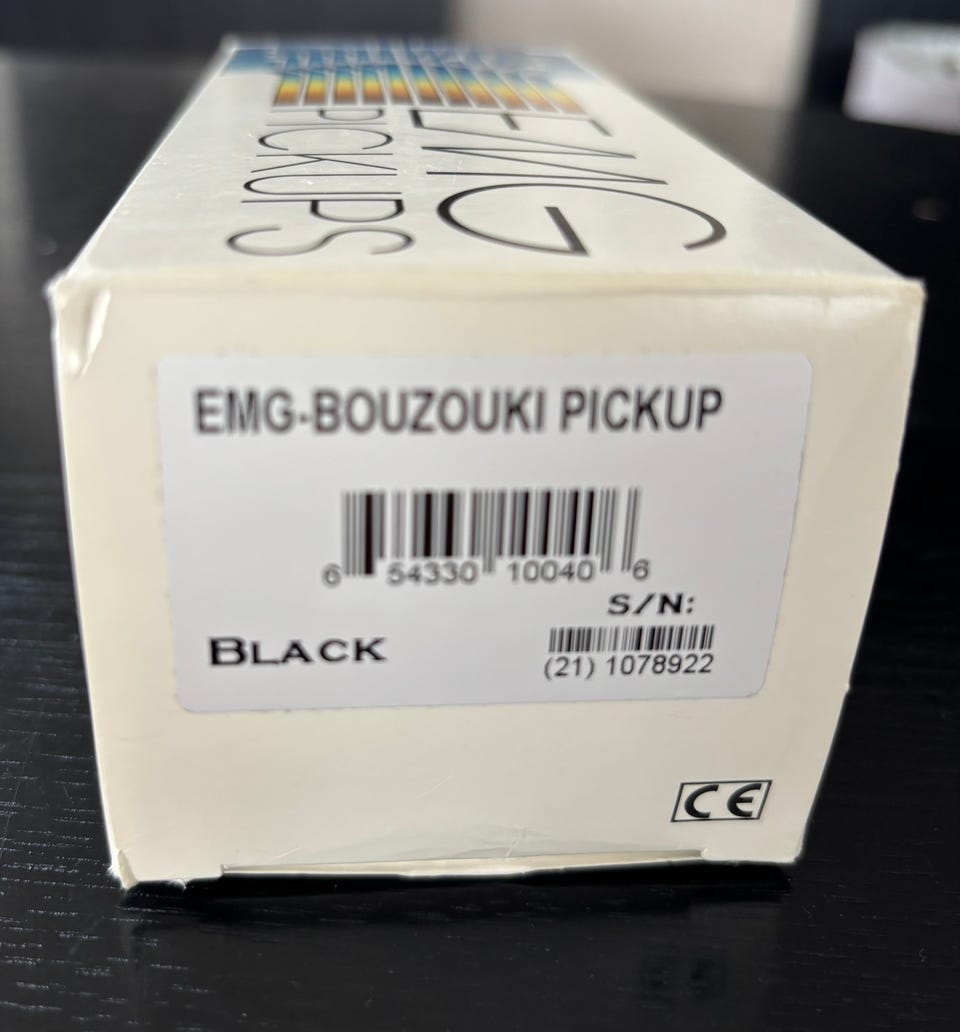 EMG
PICKUPS
EMG-BOUZOUKI PICKUP
6 54330 10040 6
S/N:
BLACK
(21) 1078922
CE